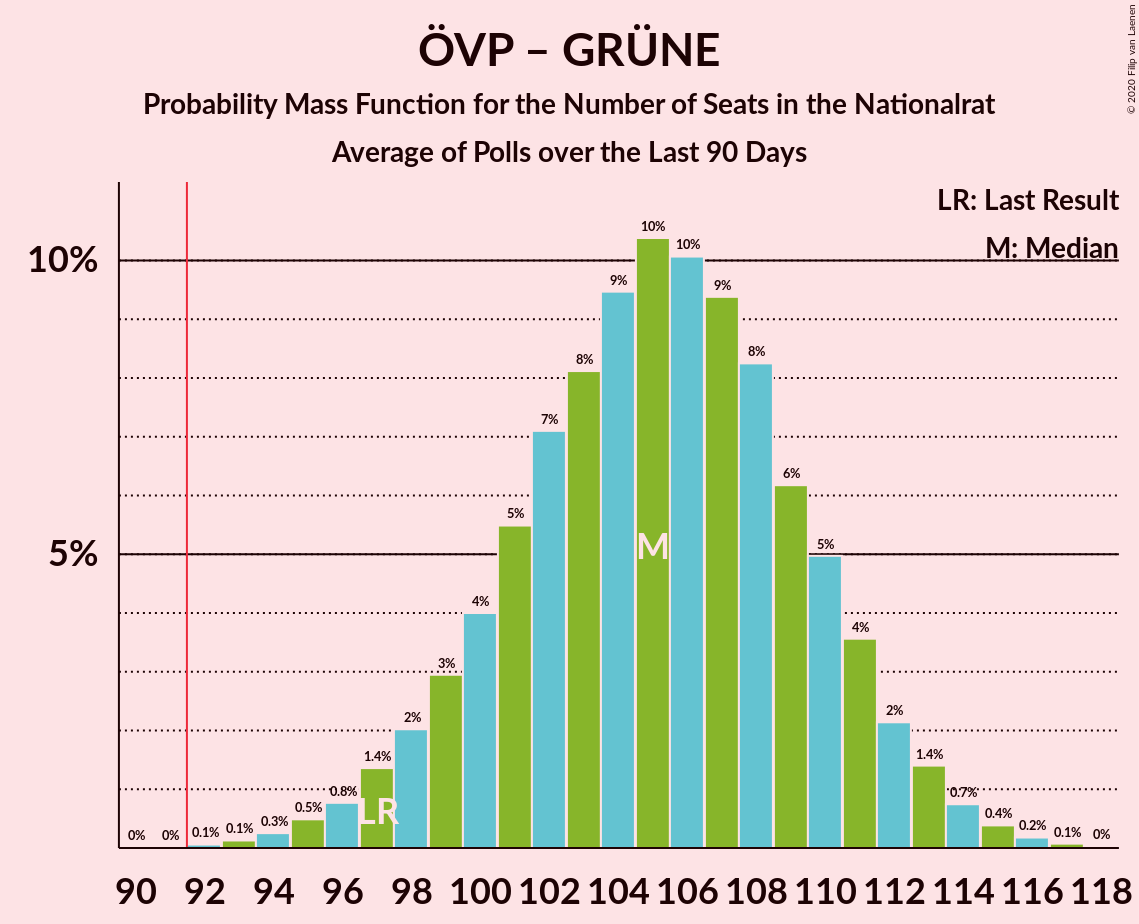 ÖVP – GRÜNE
Probability Mass Function for the Number of Seats in the Nationalrat
Average of Polls over the Last 90 Days
© 2020 Filip van Laenen
LR: Last Result
M: Median
10%
5%
0% 0% 0.1% 0.1% 0.3% 0.5% 0.8% 1.4% 2% 3% 4% 5% 7% 8% 9% 10% 10% 9% 8% 6% 5% 4% 2% 1.4% 0.7% 0.4% 0.2% 0.1% 0%
M
LR
90 92 94 96 98 100 102 104 106 108 110 112 114 116 118